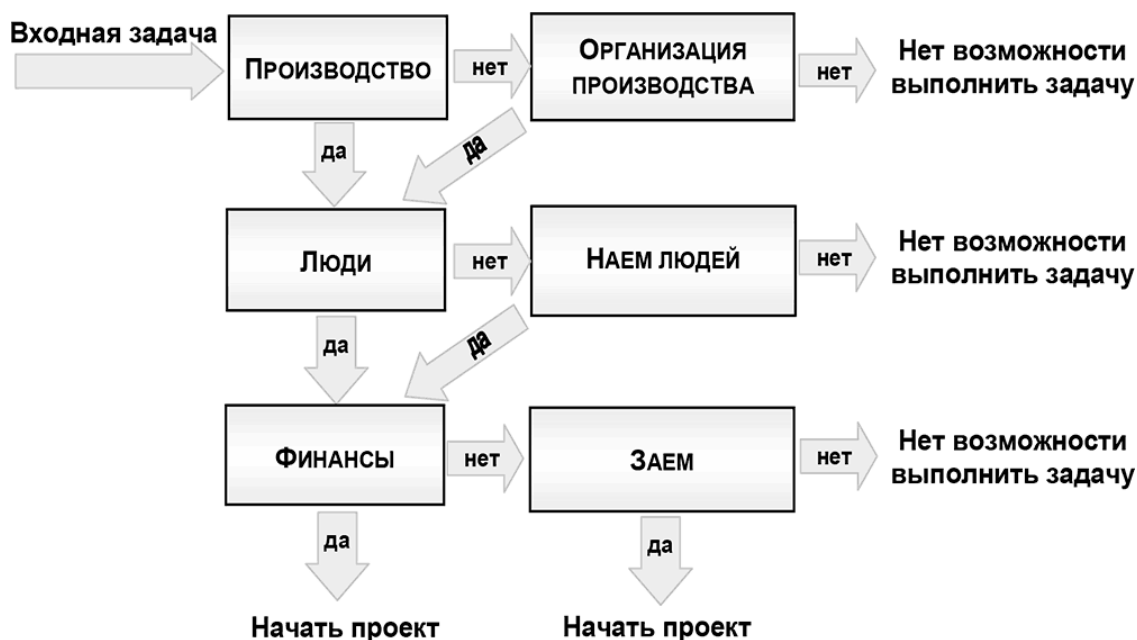 Входная задача
ПРОИЗВОДСТВО
нет
ОРГАНИЗАЦИЯ
ПРОИЗВОДСТВА
нет
Нет возможности
выполнить задачу
да
да
ЛЮДИ
нет
НАЕМ ЛЮДЕЙ
нет
Нет возможности
выполнить задачу
да
да
ФИНАНСЫ
нет
ЗАЕМ
нет
Нет возможности
выполнить задачу
да
да
Начать проект
Начать проект